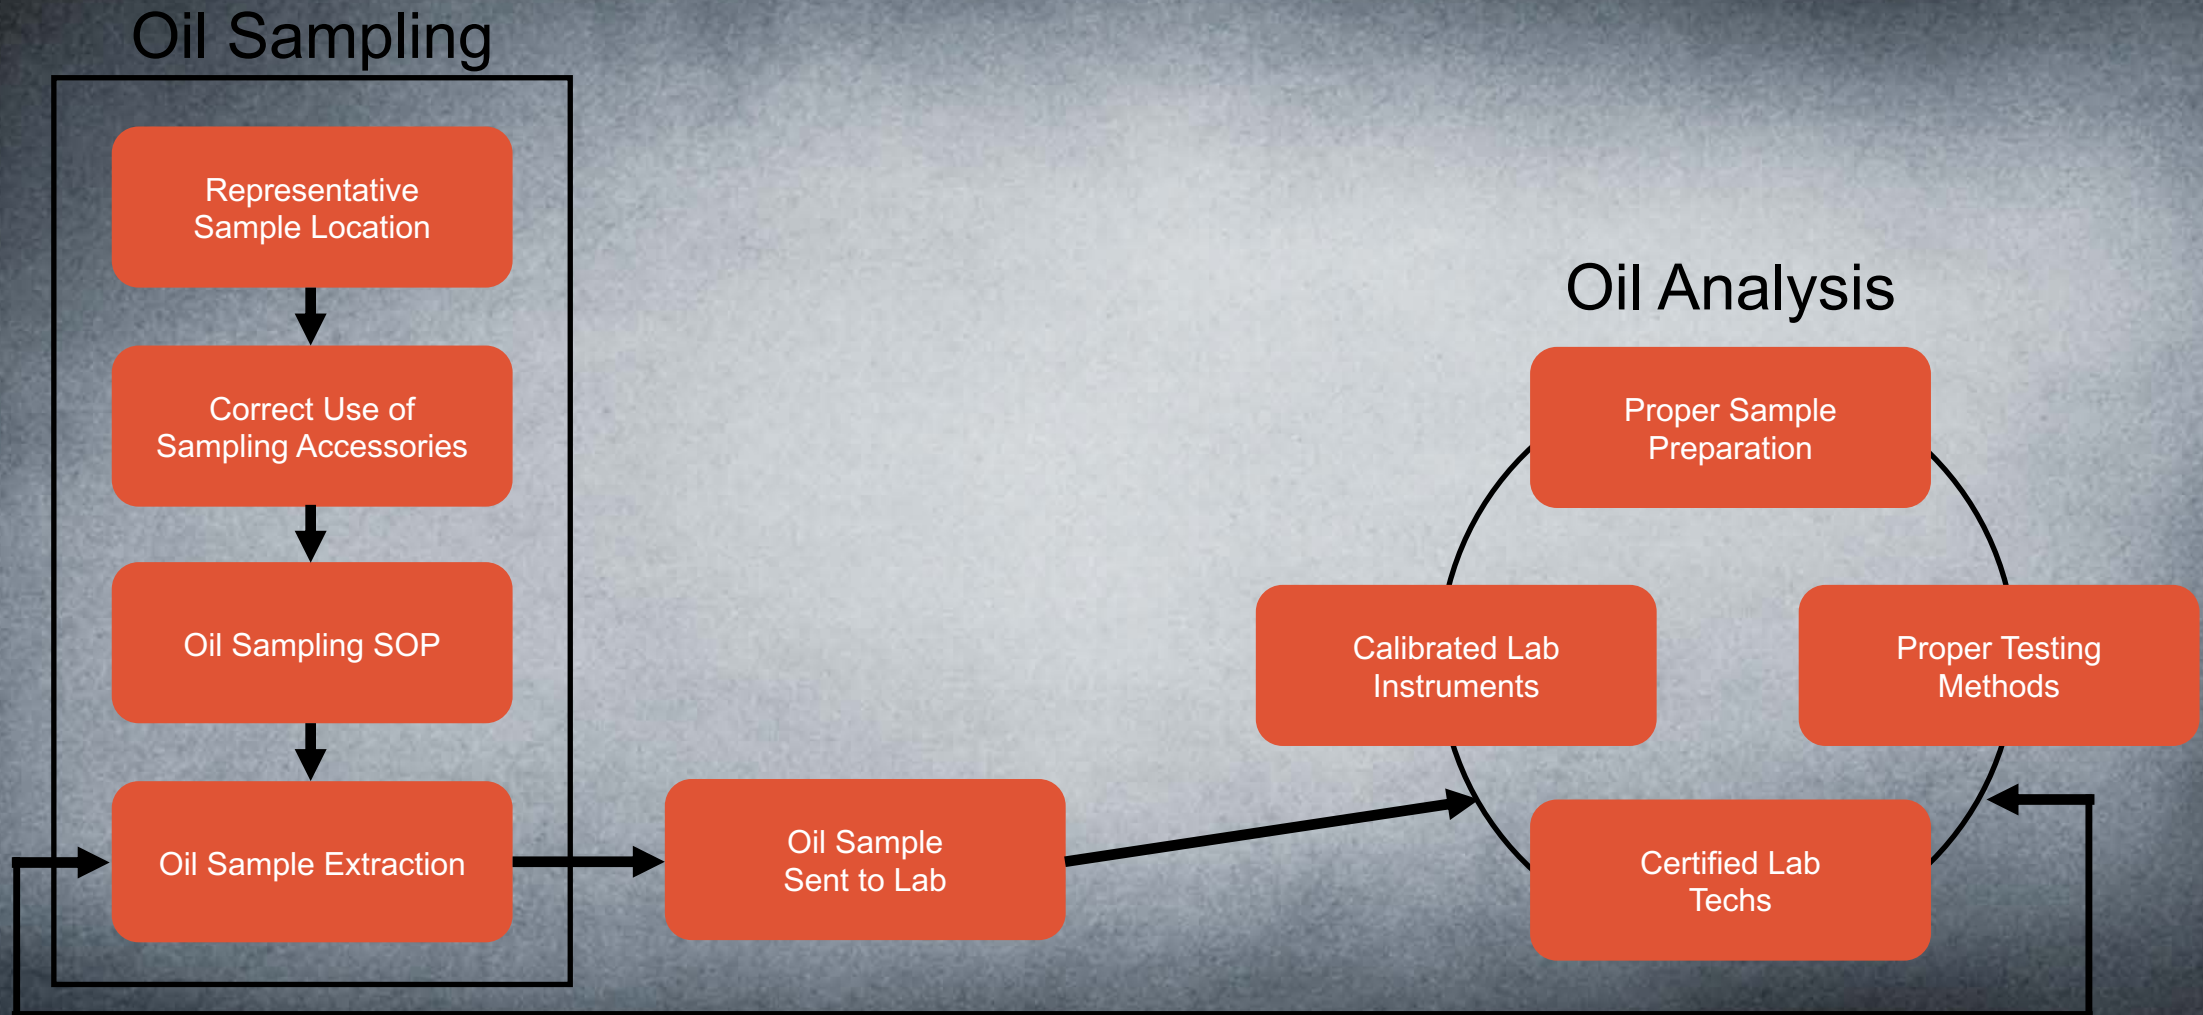 Oil Sampling
Representative
Sample Location
Correct Use of
Sampling Accessories
Oil Sampling SOP
Oil Sample Extraction
Oil Sample
Sent to Lab
Oil Analysis
Proper Sample
Preparation
Calibrated Lab
Instruments
Proper Testing
Methods
Certified Lab
Techs